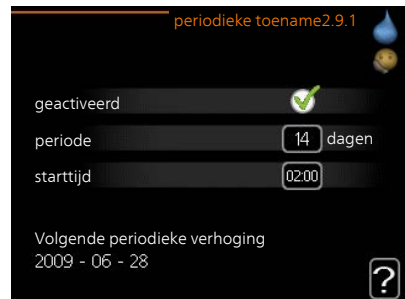 periodieke toename2.9.1
geactiveerd
periode 14 dagen
starttijd 02:00
Volgende periodieke verhoging
2009 - 06 - 28
?